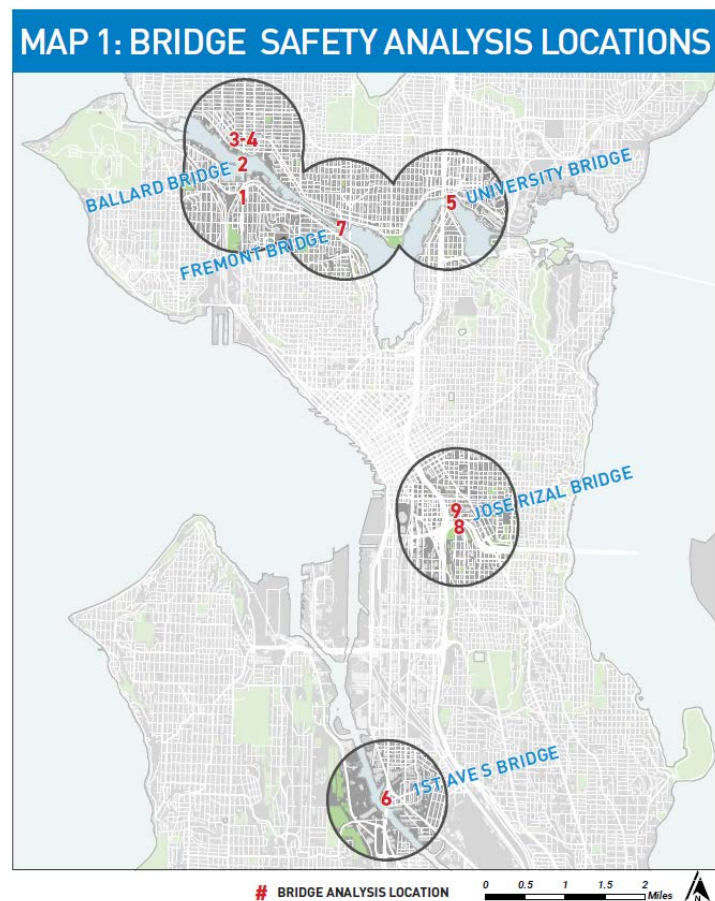 MAP 1: BRIDGE SAFETY ANALYSIS LOCATIONS
3-4
BALLARD BRIDGE
2
1
5
UNIVERSITY BRIDGE
FREMONT BRIDGE
7
9
JOSE RIZAL BRIDGE
8
6
1ST AVE S BRIDGE
# BRIDGE ANALYSIS LOCATION
0 0.5 1 1.5 2
Miles
N